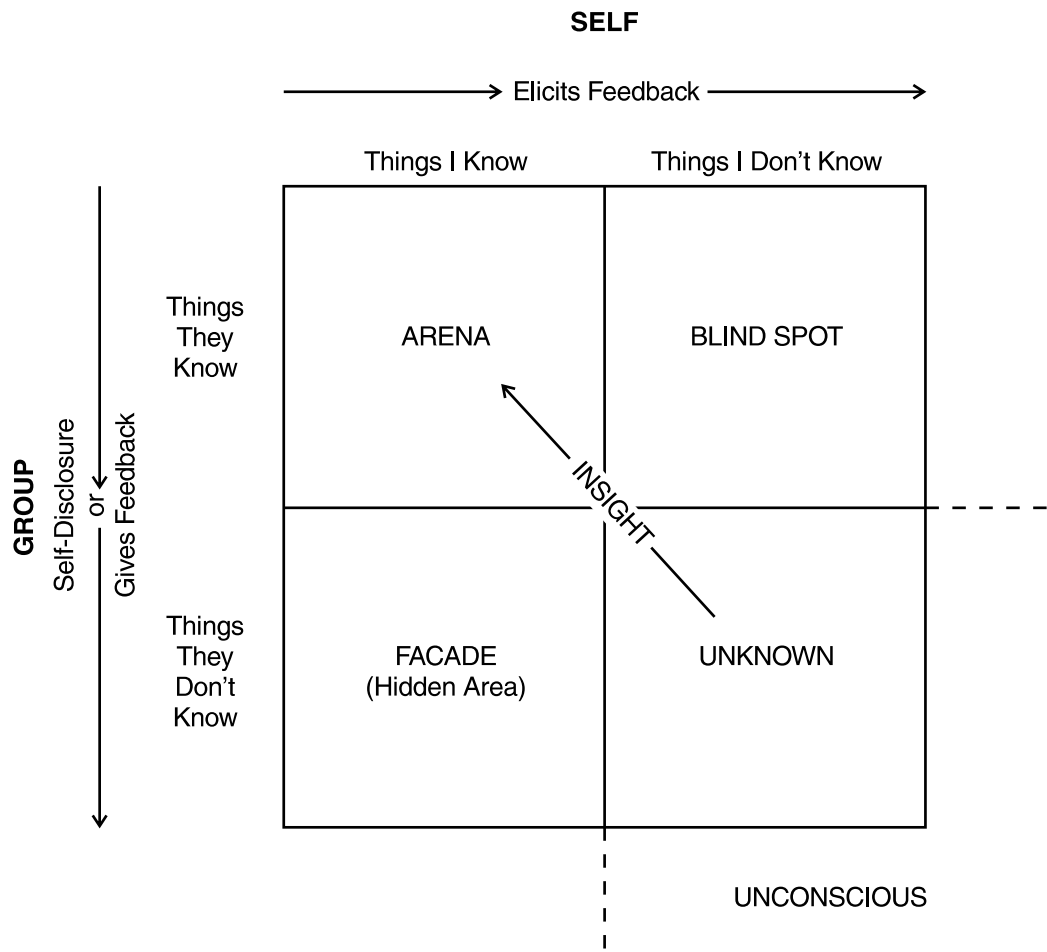 SELF
Elicits Feedback
Things I Know
Things I Don't Know
GROUP
Self-Disclosure
or
Gives Feedback
Things
They
Know
ARENA
BLIND SPOT
INSIGHT
Things
They
Don't
Know
FACADE
(Hidden Area)
UNKNOWN
UNCONSCIOUS